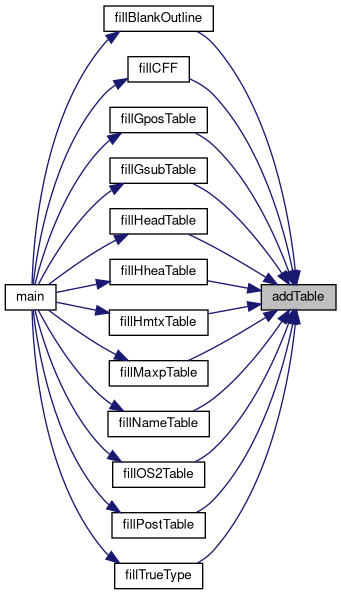 fillBlankOutline
fillCFF
fillGposTable
fillGsubTable
fillHeadTable
fillHheaTable
main
addTable
fillHmtxTable
fillMaxpTable
fillNameTable
fillOS2Table
fillPostTable
fillTrueType